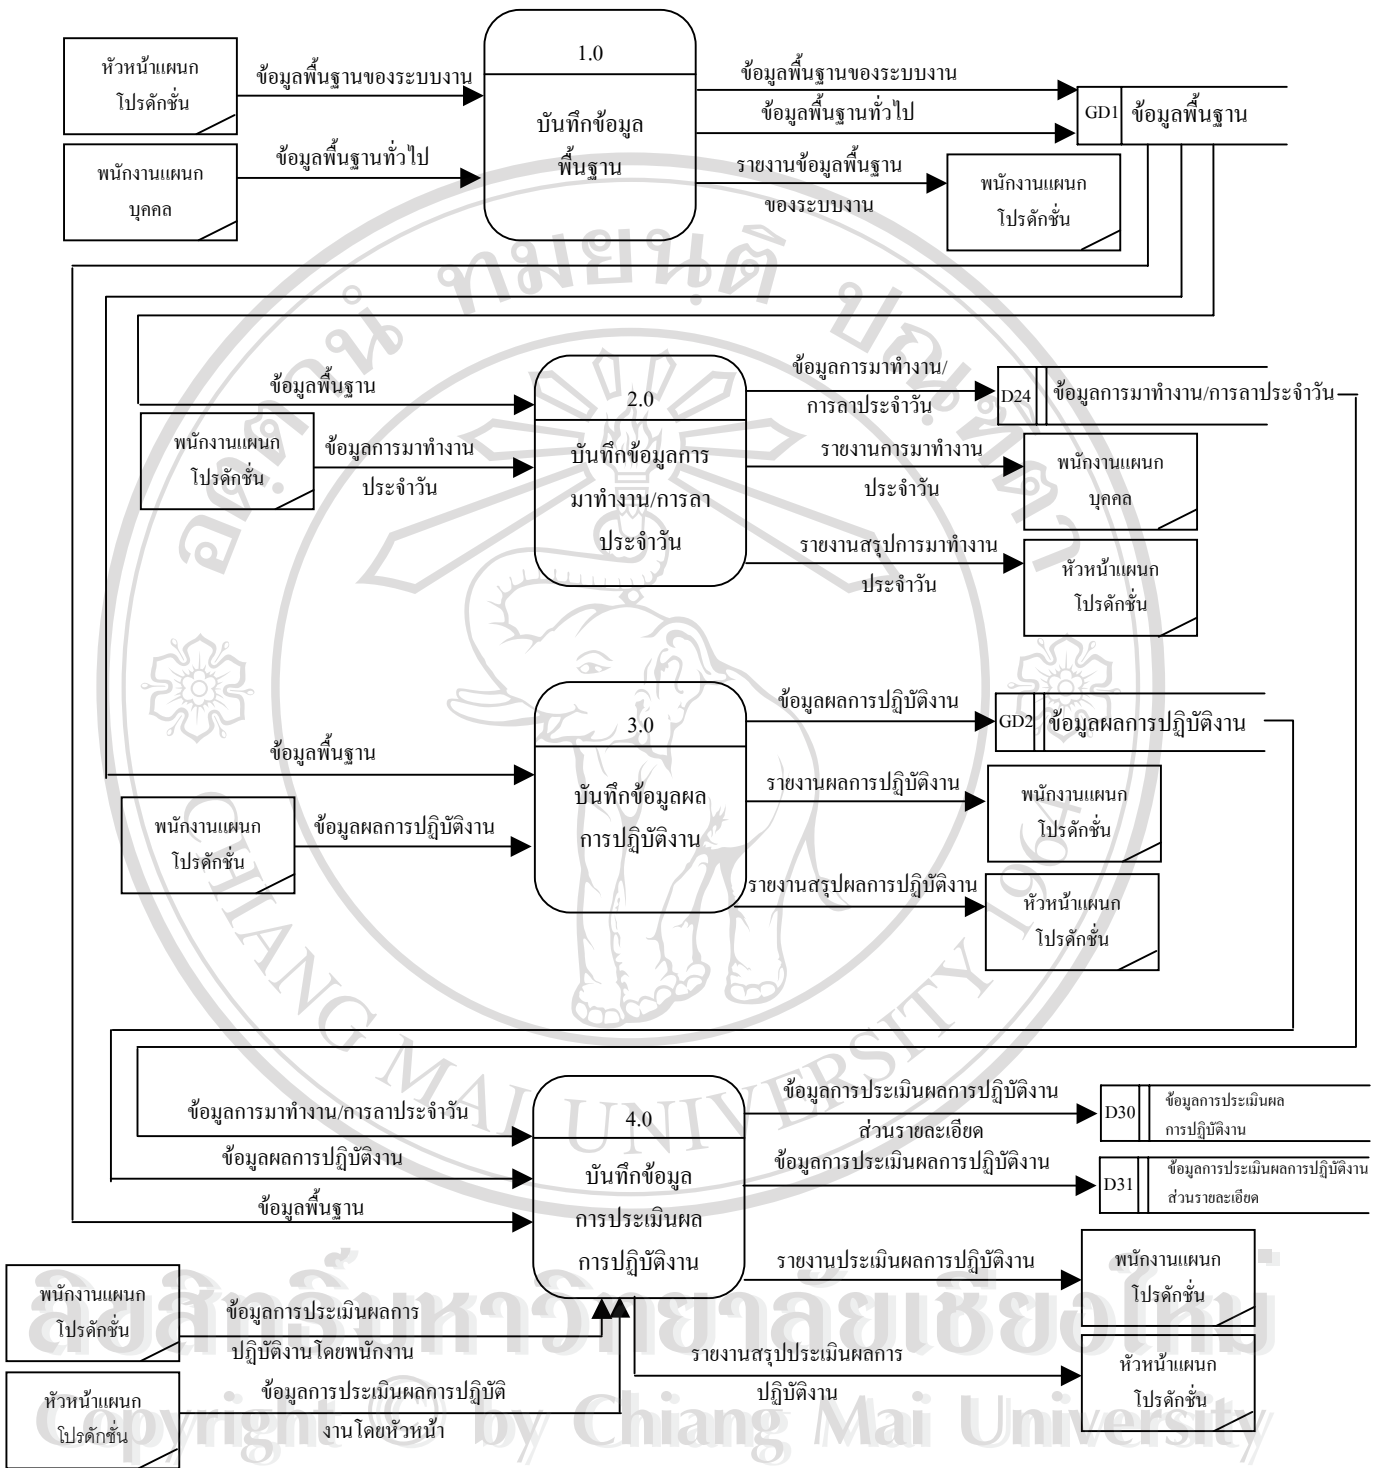 หัวหน้าแผนก
โปรดักชั่น
ข้อมูลพื้นฐานของระบบงาน
พนักงานแผนก
บุคคล
ข้อมูลพื้นฐานทั่วไป
1.0
บันทึกข้อมูล
พื้นฐาน
ข้อมูลพื้นฐานของระบบงาน
ข้อมูลพื้นฐานทั่วไป
GD1
ข้อมูลพื้นฐาน
รายงานข้อมูลพื้นฐาน
ของระบบงาน
พนักงานแผนก
โปรดักชั่น
ข้อมูลพื้นฐาน
พนักงานแผนก
โปรดักชั่น
ข้อมูลการมาทำงาน
ประจำวัน
2.0
บันทึกข้อมูลการ
มาทำงาน/การลา
ประจำวัน
ข้อมูลการมาทำงาน/
การลาประจำวัน
D24
ข้อมูลการมาทำงาน/การลาประจำวัน
รายงานการมาทำงาน
ประจำวัน
พนักงานแผนก
บุคคล
รายงานสรุปการมาทำงาน
ประจำวัน
หัวหน้าแผนก
โปรดักชั่น
ข้อมูลพื้นฐาน
พนักงานแผนก
โปรดักชั่น
ข้อมูลผลการปฏิบัติงาน
3.0
บันทึกข้อมูลผล
การปฏิบัติงาน
ข้อมูลผลการปฏิบัติงาน
GD2
ข้อมูลผลการปฏิบัติงาน
รายงานผลการปฏิบัติงาน
พนักงานแผนก
โปรดักชั่น
รายงานสรุปผลการปฏิบัติงาน
หัวหน้าแผนก
โปรดักชั่น
ข้อมูลการมาทำงาน/การลาประจำวัน
ข้อมูลผลการปฏิบัติงาน
ข้อมูลพื้นฐาน
4.0
บันทึกข้อมูล
การประเมินผล
การปฏิบัติงาน
ข้อมูลการประเมินผลการปฏิบัติงาน
ส่วนรายละเอียด
D30
ข้อมูลการประเมินผล
การปฏิบัติงาน
ข้อมูลการประเมินผลการปฏิบัติงาน
D31
ข้อมูลการประเมินผลการปฏิบัติงาน
ส่วนรายละเอียด
รายงานประเมินผลการปฏิบัติงาน
พนักงานแผนก
โปรดักชั่น
พนักงานแผนก
โปรดักชั่น
ข้อมูลการประเมินผลการ
ปฏิบัติงานโดยพนักงาน
รายงานสรุปประเมินผลการ
ปฏิบัติงาน
หัวหน้าแผนก
โปรดักชั่น
หัวหน้าแผนก
โปรดักชั่น
ข้อมูลการประเมินผลการปฏิบัติ
งานโดยหัวหน้า
อตฺตานํ ทมยนฺติ ปณฺฑิตา
CHIANG MAI UNIVERSITY 1964
ลิขสิทธิ์มหาวิทยาลัยเชียงใหม่
Copyright © by Chiang Mai University